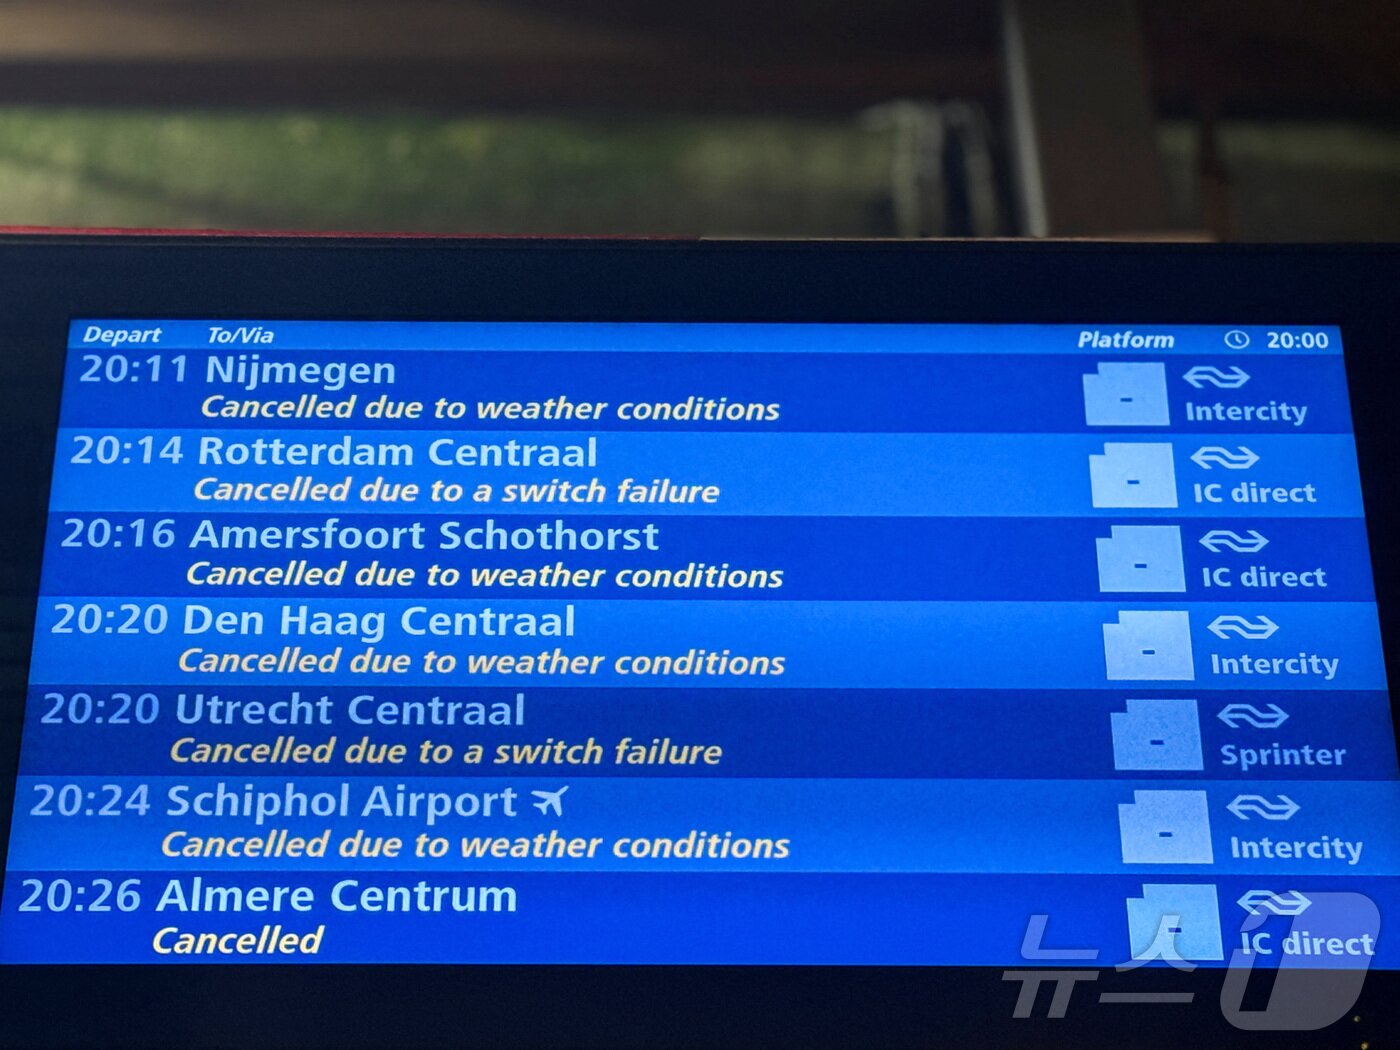 Depart To/Via Platform 20:00
20:11 Nijmegen -
Cancelled due to weather conditions Intercity
20:14 Rotterdam Centraal -
Cancelled due to a switch failure IC direct
20:16 Amersfoort Schothorst -
Cancelled due to weather conditions IC direct
20:20 Den Haag Centraal -
Cancelled due to weather conditions Intercity
20:20 Utrecht Centraal -
Cancelled due to a switch failure Sprinter
20:24 Schiphol Airport -
Cancelled due to weather conditions Intercity
20:26 Almere Centrum -
Cancelled IC direct
뉴스1